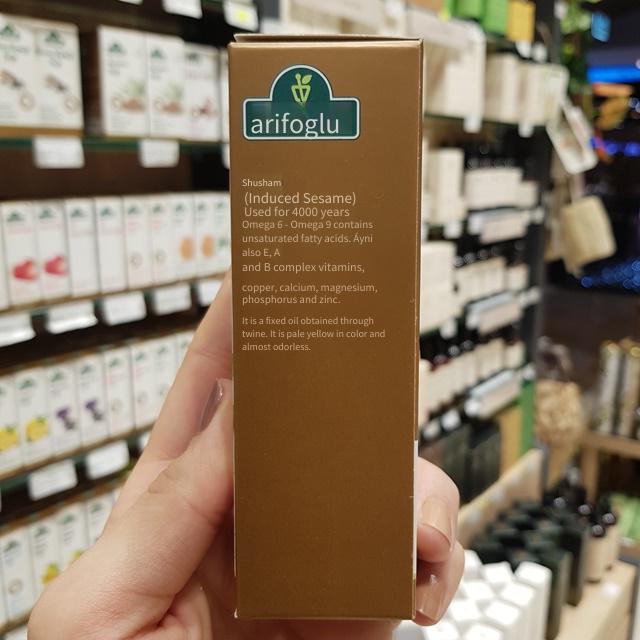 arifoglu
Shusham
(Induced Sesame)
Used for 4000 years
Omega 6 - Omega 9 contains
unsaturated fatty acids. Áyni
also E, A
and B complex vitamins,
copper, calcium, magnesium,
phosphorus and zinc.
It is a fixed oil obtained through
twine. It is pale yellow in color and
almost odorless.